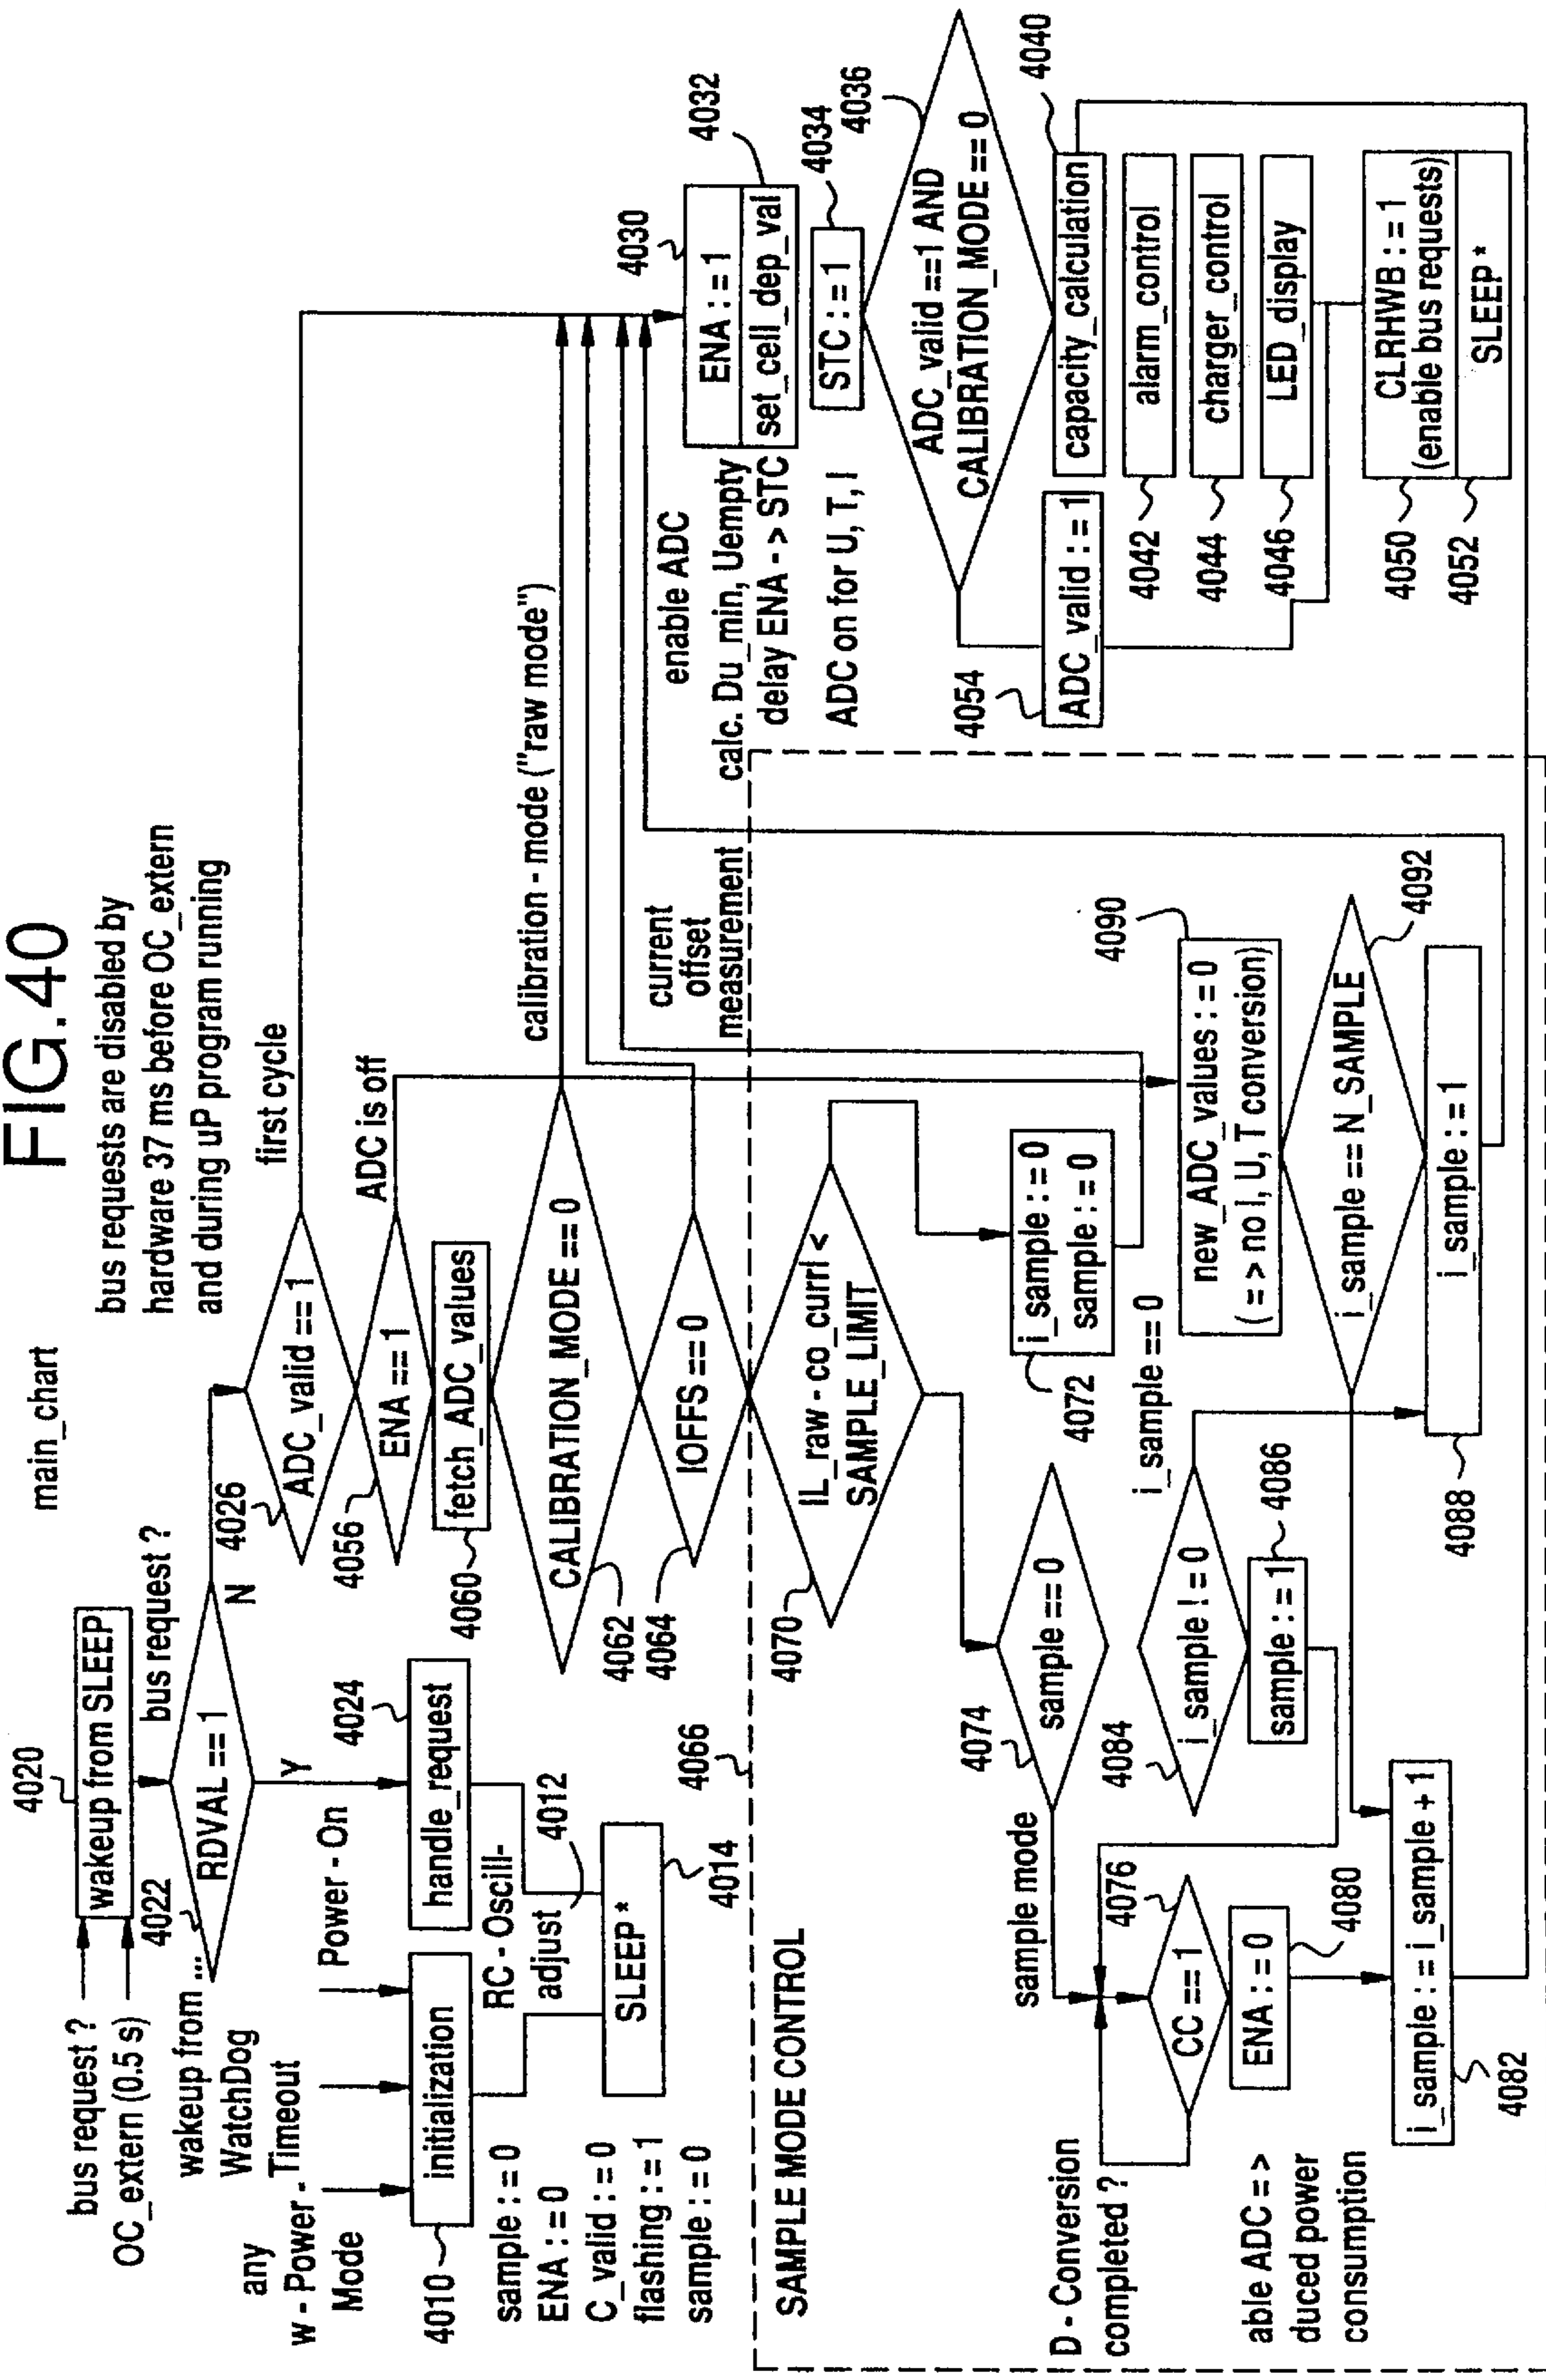 FIG.40
main_chart
bus requests are disabled by
hardware 37 ms before OC_extern
and during uP program running
bus request ?
OC_extern (0.5 s)
4020
wakeup from SLEEP
wakeup from ...
4022
RDVAL == 1
bus request ?
N
Y
any
w - Power -
Mode
WatchDog
Timeout
Power - On
4010
initialization
4024
handle_request
sample : = 0
ENA : = 0
C_valid : = 0
flashing : = 1
sample : = 0
RC - Oscill-
adjust
4012
SLEEP *
4014
4026
ADC_valid == 1
first cycle
4056
ENA == 1
ADC is off
4060
fetch_ADC_values
4062
CALIBRATION_MODE == 0
calibration - mode ("raw mode")
4064
IOFFS == 0
current
offset
measurement
4066
SAMPLE MODE CONTROL
4070
IL_raw - co_currl <
SAMPLE_LIMIT
4072
i_sample : = 0
sample : = 0
4074
sample == 0
sample mode
i_sample == 0
4084
i_sample ! = 0
4086
sample : = 1
D - Conversion
completed ?
4076
CC == 1
able ADC = >
duced power
consumption
ENA : = 0
4080
i_sample : = i_sample + 1
4082
4090
new_ADC_values : = 0
( = > no I, U, T conversion)
4092
i_sample == N_SAMPLE
4088
i_sample : = 1
4030
enable ADC
ENA : = 1
4032
calc. Du_min, Uempty
set_cell_dep_val
delay ENA - > STC
4034
ADC on for U, T, I
STC : = 1
4036
ADC_valid ==1 AND
CALIBRATION_MODE == 0
4054
ADC_valid : = 1
4040
capacity_calculation
4042
alarm_control
4044
charger_control
4046
LED_display
4050
CLRHWB : = 1
(enable bus requests)
4052
SLEEP *